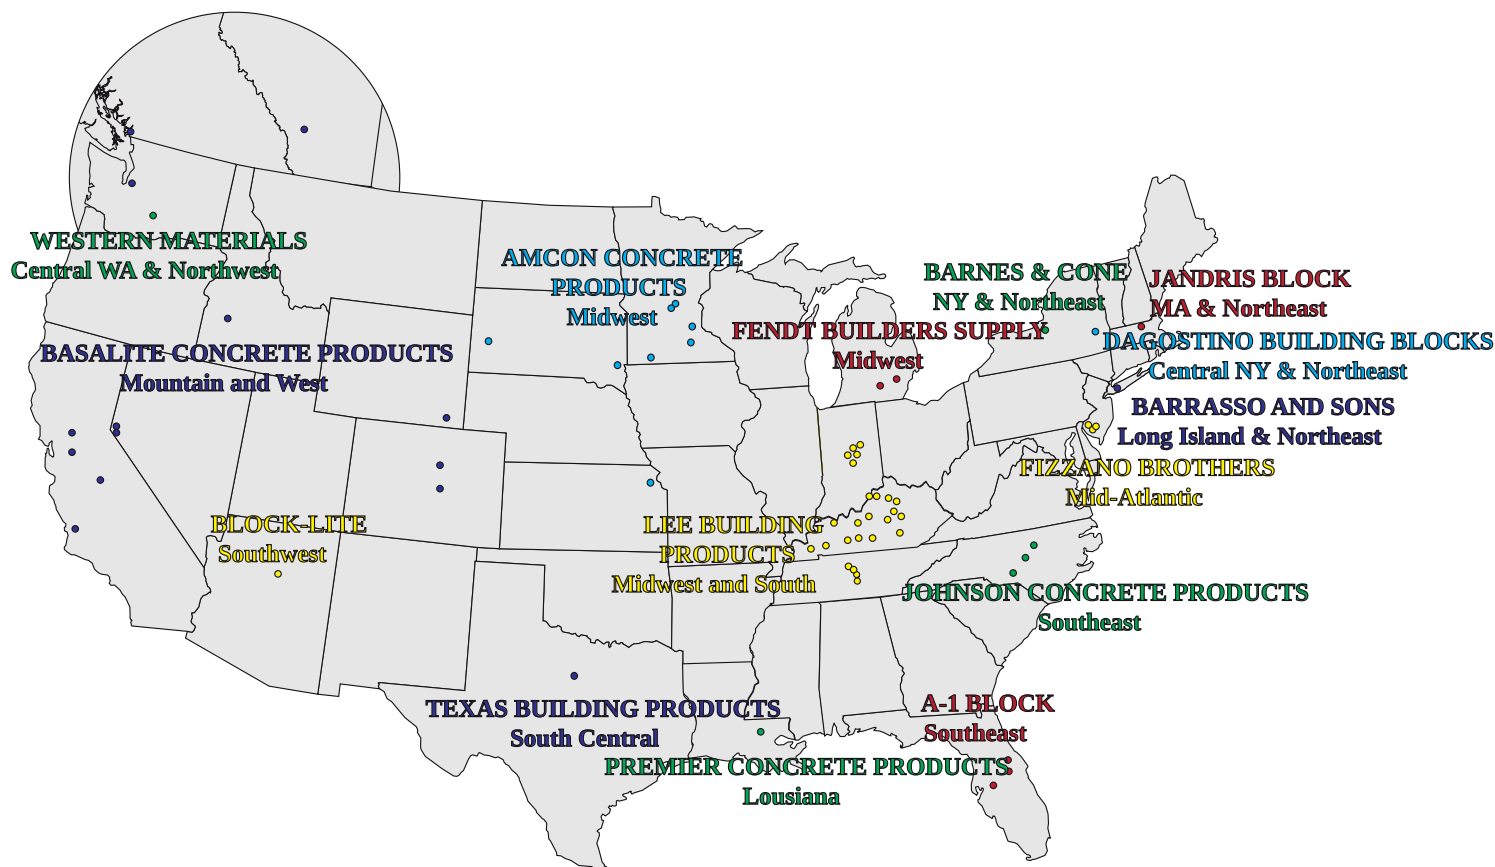 WESTERN MATERIALS
Central WA & Northwest
AMCON CONCRETE
PRODUCTS
Midwest
BARNES & CONE
NY & Northeast
JANDRIS BLOCK
MA & Northeast
FENDT BUILDERS SUPPLY
Midwest
DAGOSTINO BUILDING BLOCKS
Central NY & Northeast
BASALITE CONCRETE PRODUCTS
Mountain and West
BARRASSO AND SONS
Long Island & Northeast
FIZZANO BROTHERS
Mid-Atlantic
BLOCK-LITE
Southwest
LEE BUILDING
PRODUCTS
Midwest and South
JOHNSON CONCRETE PRODUCTS
Southeast
TEXAS BUILDING PRODUCTS
South Central
A-1 BLOCK
Southeast
PREMIER CONCRETE PRODUCTS
Lousiana